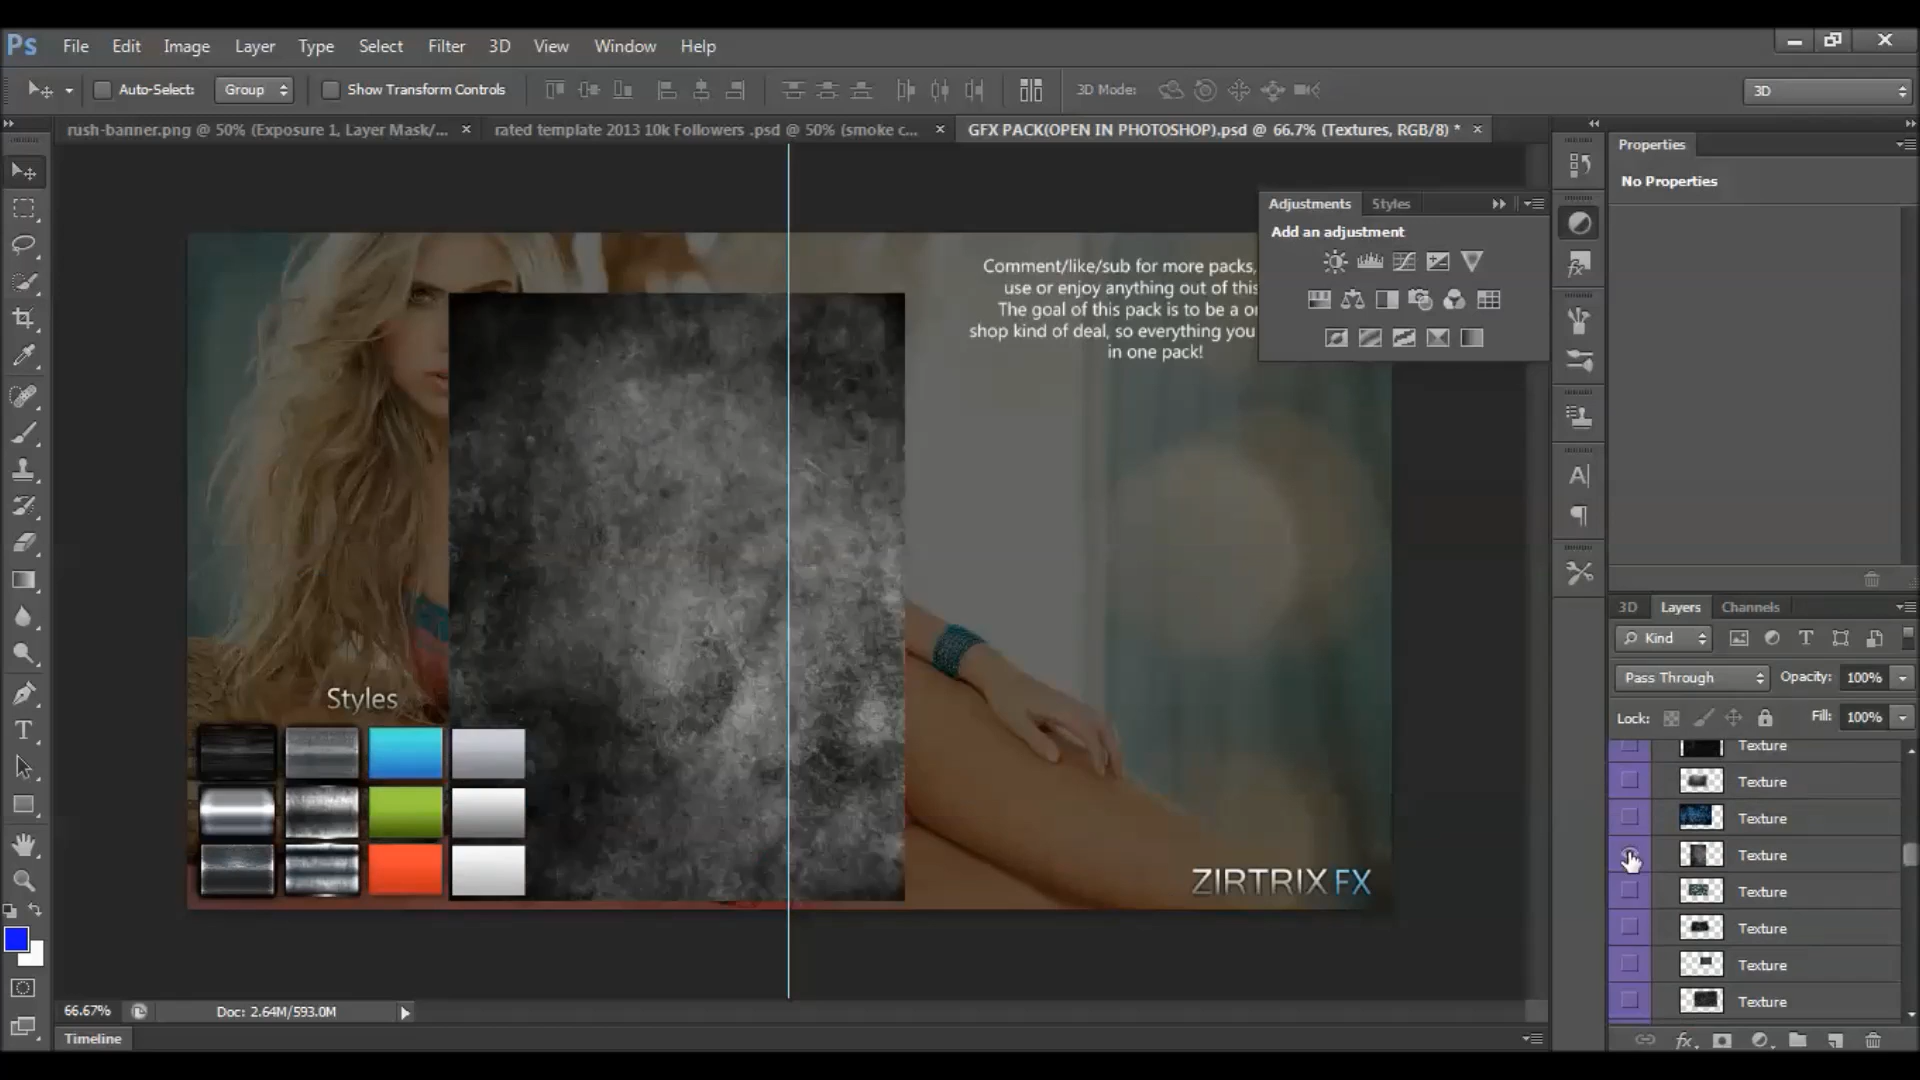 Ps File Edit Image Layer Type Select Filter 3D View Window Help
Auto-Select: Group Show Transform Controls 3D Mode: 3D
rush-banner.png @ 50% (Exposure 1, Layer Mask/... × rated template 2013 10k Followers .psd @ 50% (smoke c... × GFX PACK(OPEN IN PHOTOSHOP).psd @ 66.7% (Textures, RGB/8) * ×
Properties
No Properties
Adjustments Styles
Add an adjustment
Comment/like/sub for more packs,
use or enjoy anything out of this
The goal of this pack is to be a
shop kind of deal, so everything you
in one pack!
Styles
ZIRTRIX FX
3D Layers Channels
Kind
Pass Through Opacity: 100%
Lock: Fill: 100%
Texture
Texture
Texture
Texture
Texture
Texture
Texture
Texture
66.67% Doc: 2.64M/593.0M
Timeline